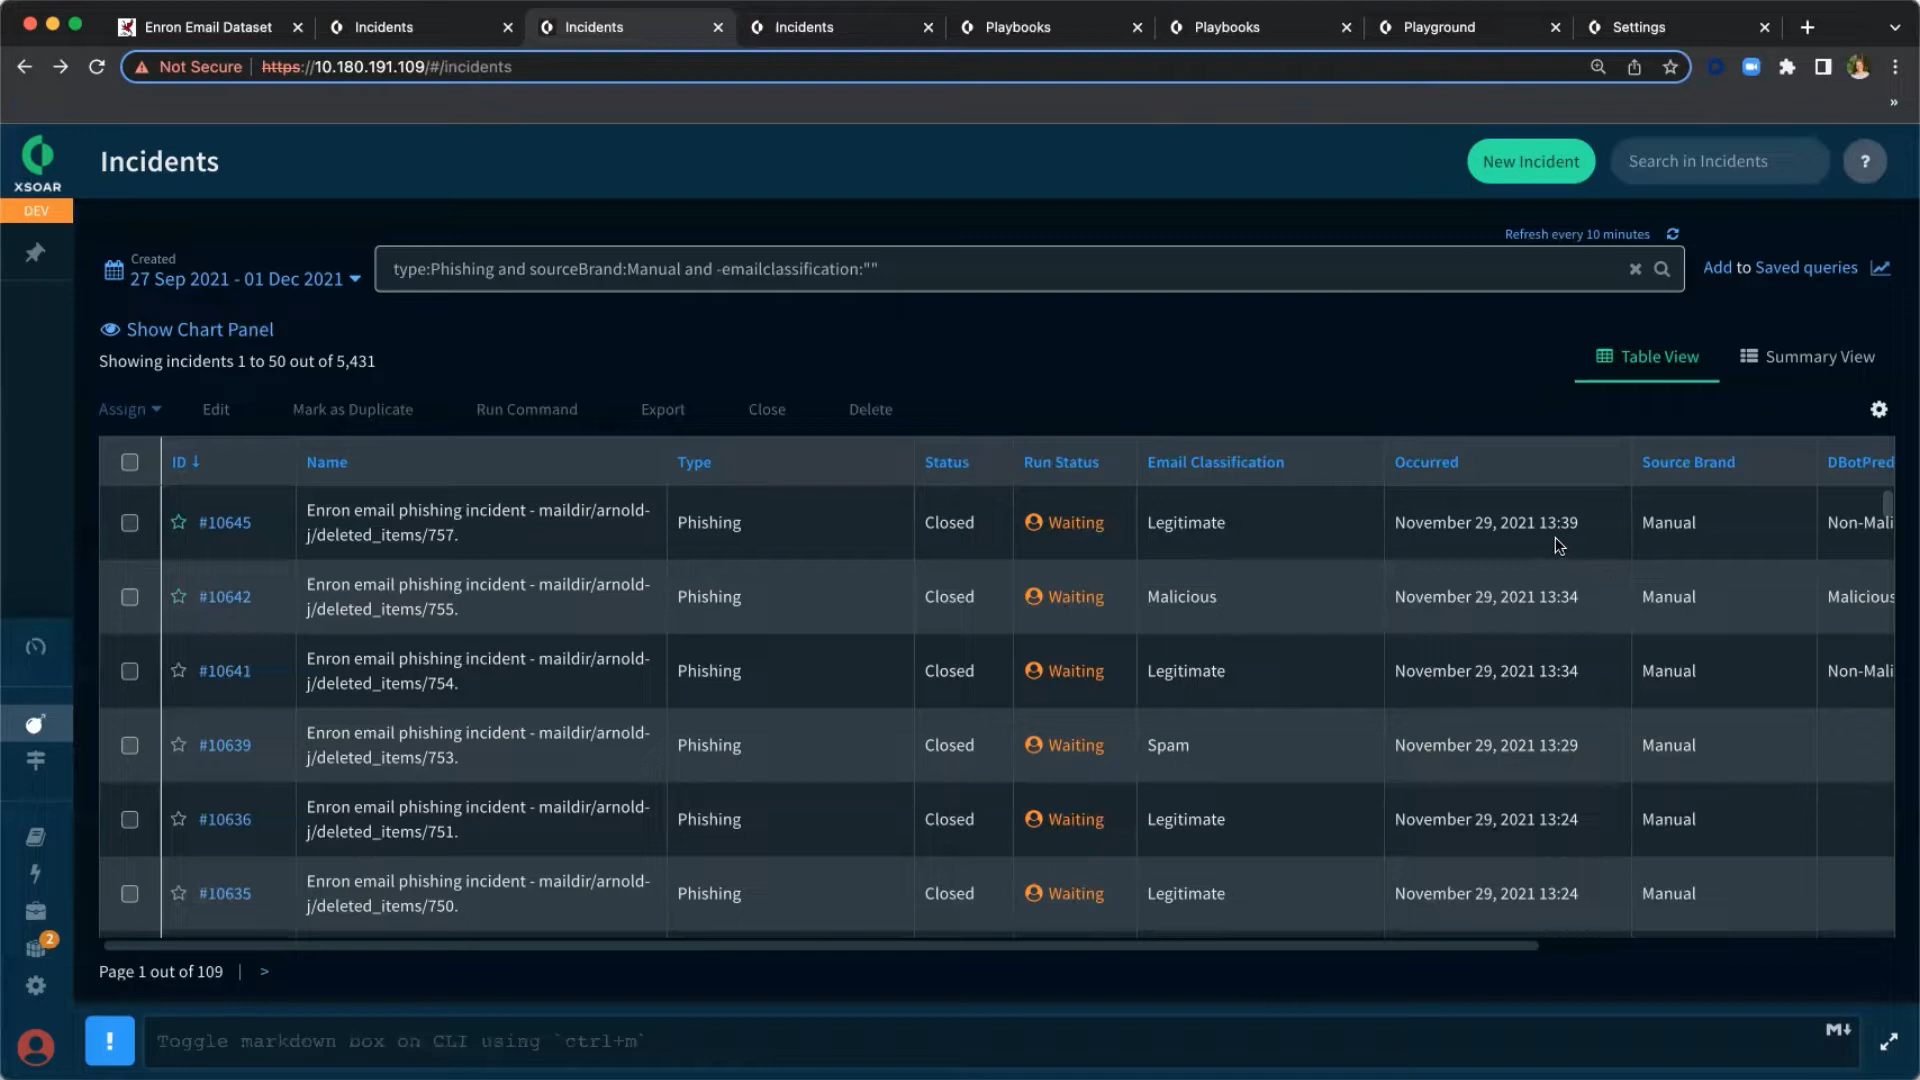 Enron Email Dataset
Incidents
Incidents
Incidents
Playbooks
Playbooks
Playground
Settings
Not Secure
https://10.180.191.109/#/incidents
»
XSOAR
DEV
Incidents
New Incident
Search in Incidents
?
Refresh every 10 minutes
Created
27 Sep 2021 - 01 Dec 2021
type:Phishing and sourceBrand:Manual and -emailclassification:""
Add to Saved queries
Show Chart Panel
Showing incidents 1 to 50 out of 5,431
Table View
Summary View
Assign
Edit
Mark as Duplicate
Run Command
Export
Close
Delete
ID ↓
Name
Type
Status
Run Status
Email Classification
Occurred
Source Brand
DBotPred
#10645
Enron email phishing incident - maildir/arnold-
j/deleted_items/757.
Phishing
Closed
Waiting
Legitimate
November 29, 2021 13:39
Manual
Non-Mali
#10642
Enron email phishing incident - maildir/arnold-
j/deleted_items/755.
Phishing
Closed
Waiting
Malicious
November 29, 2021 13:34
Manual
Malicious
#10641
Enron email phishing incident - maildir/arnold-
j/deleted_items/754.
Phishing
Closed
Waiting
Legitimate
November 29, 2021 13:34
Manual
Non-Mali
#10639
Enron email phishing incident - maildir/arnold-
j/deleted_items/753.
Phishing
Closed
Waiting
Spam
November 29, 2021 13:29
Manual
#10636
Enron email phishing incident - maildir/arnold-
j/deleted_items/751.
Phishing
Closed
Waiting
Legitimate
November 29, 2021 13:24
Manual
#10635
Enron email phishing incident - maildir/arnold-
j/deleted_items/750.
Phishing
Closed
Waiting
Legitimate
November 29, 2021 13:24
Manual
2
Page 1 out of 109 | >
!
Toggle markdown box on CLI using `ctrl+m`
M↓